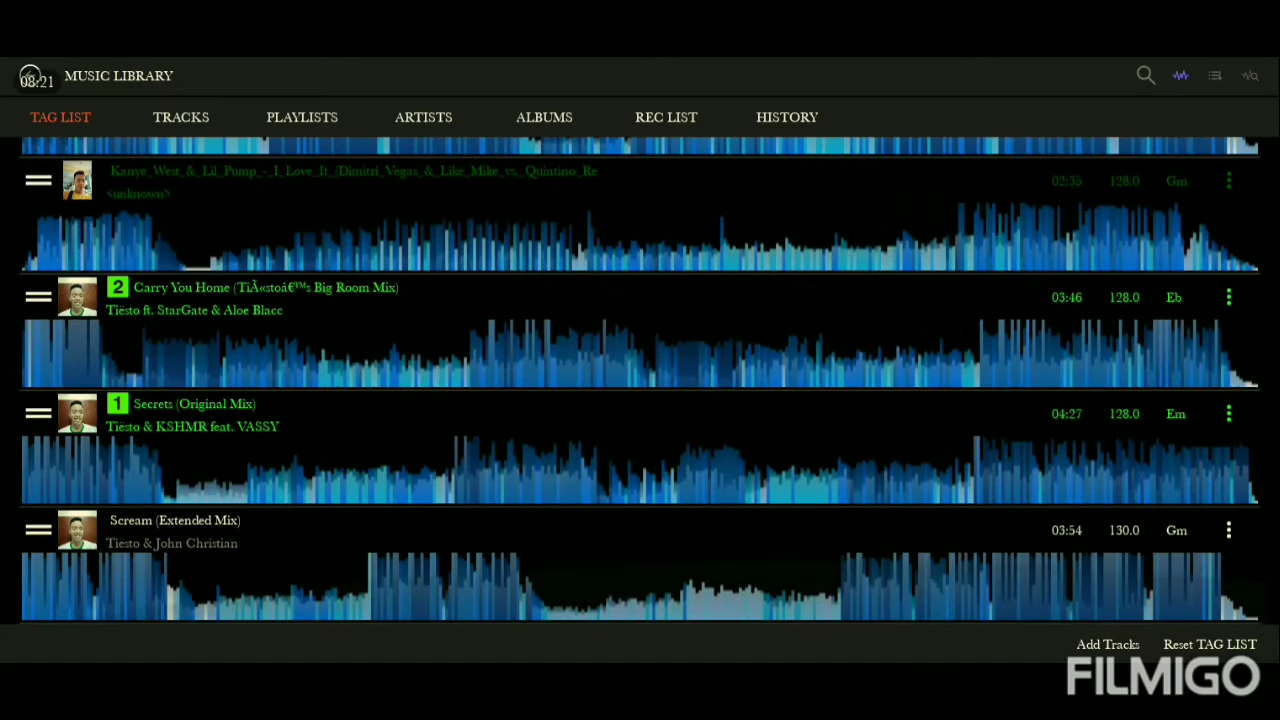 08:21 MUSIC LIBRARY
TAG LIST TRACKS PLAYLISTS ARTISTS ALBUMS REC LIST HISTORY
Kanye_West_&_Lil_Pump_-_I_Love_It_(Dimitri_Vegas_&_Like_Mike_vs._Quintino_Re
<unknown>
02:35 128.0 Gm
2 Carry You Home (TiÃ«stoâ€™s Big Room Mix)
Tiësto ft. StarGate & Aloe Blacc
03:46 128.0 Eb
1 Secrets (Original Mix)
Tiësto & KSHMR feat. VASSY
04:27 128.0 Em
Scream (Extended Mix)
Tiësto & John Christian
03:54 130.0 Gm
Add Tracks Reset TAG LIST
FILMIGO